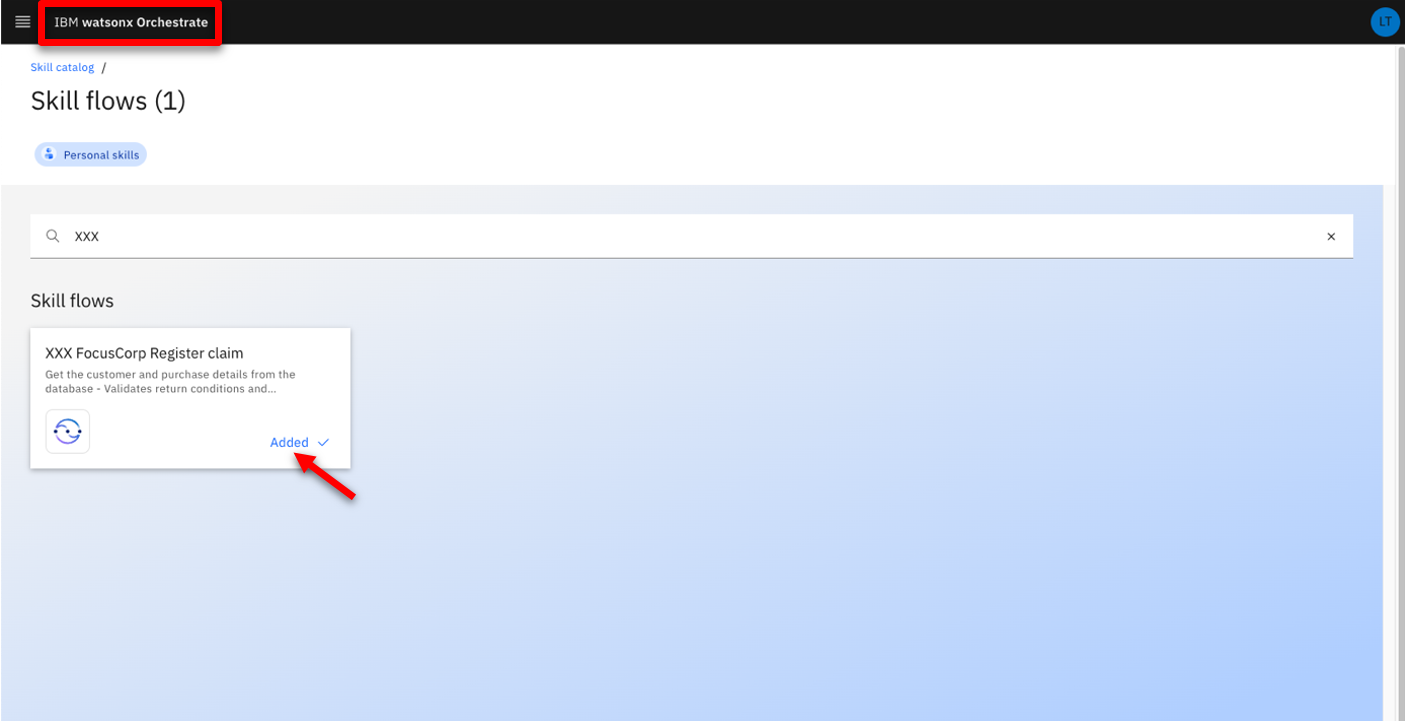 IBM watsonx Orchestrate
LT
Skill catalog /
Skill flows (1)
Personal skills
XXX
Skill flows
XXX FocusCorp Register claim
Get the customer and purchase details from the
database - Validates return conditions and...
Added